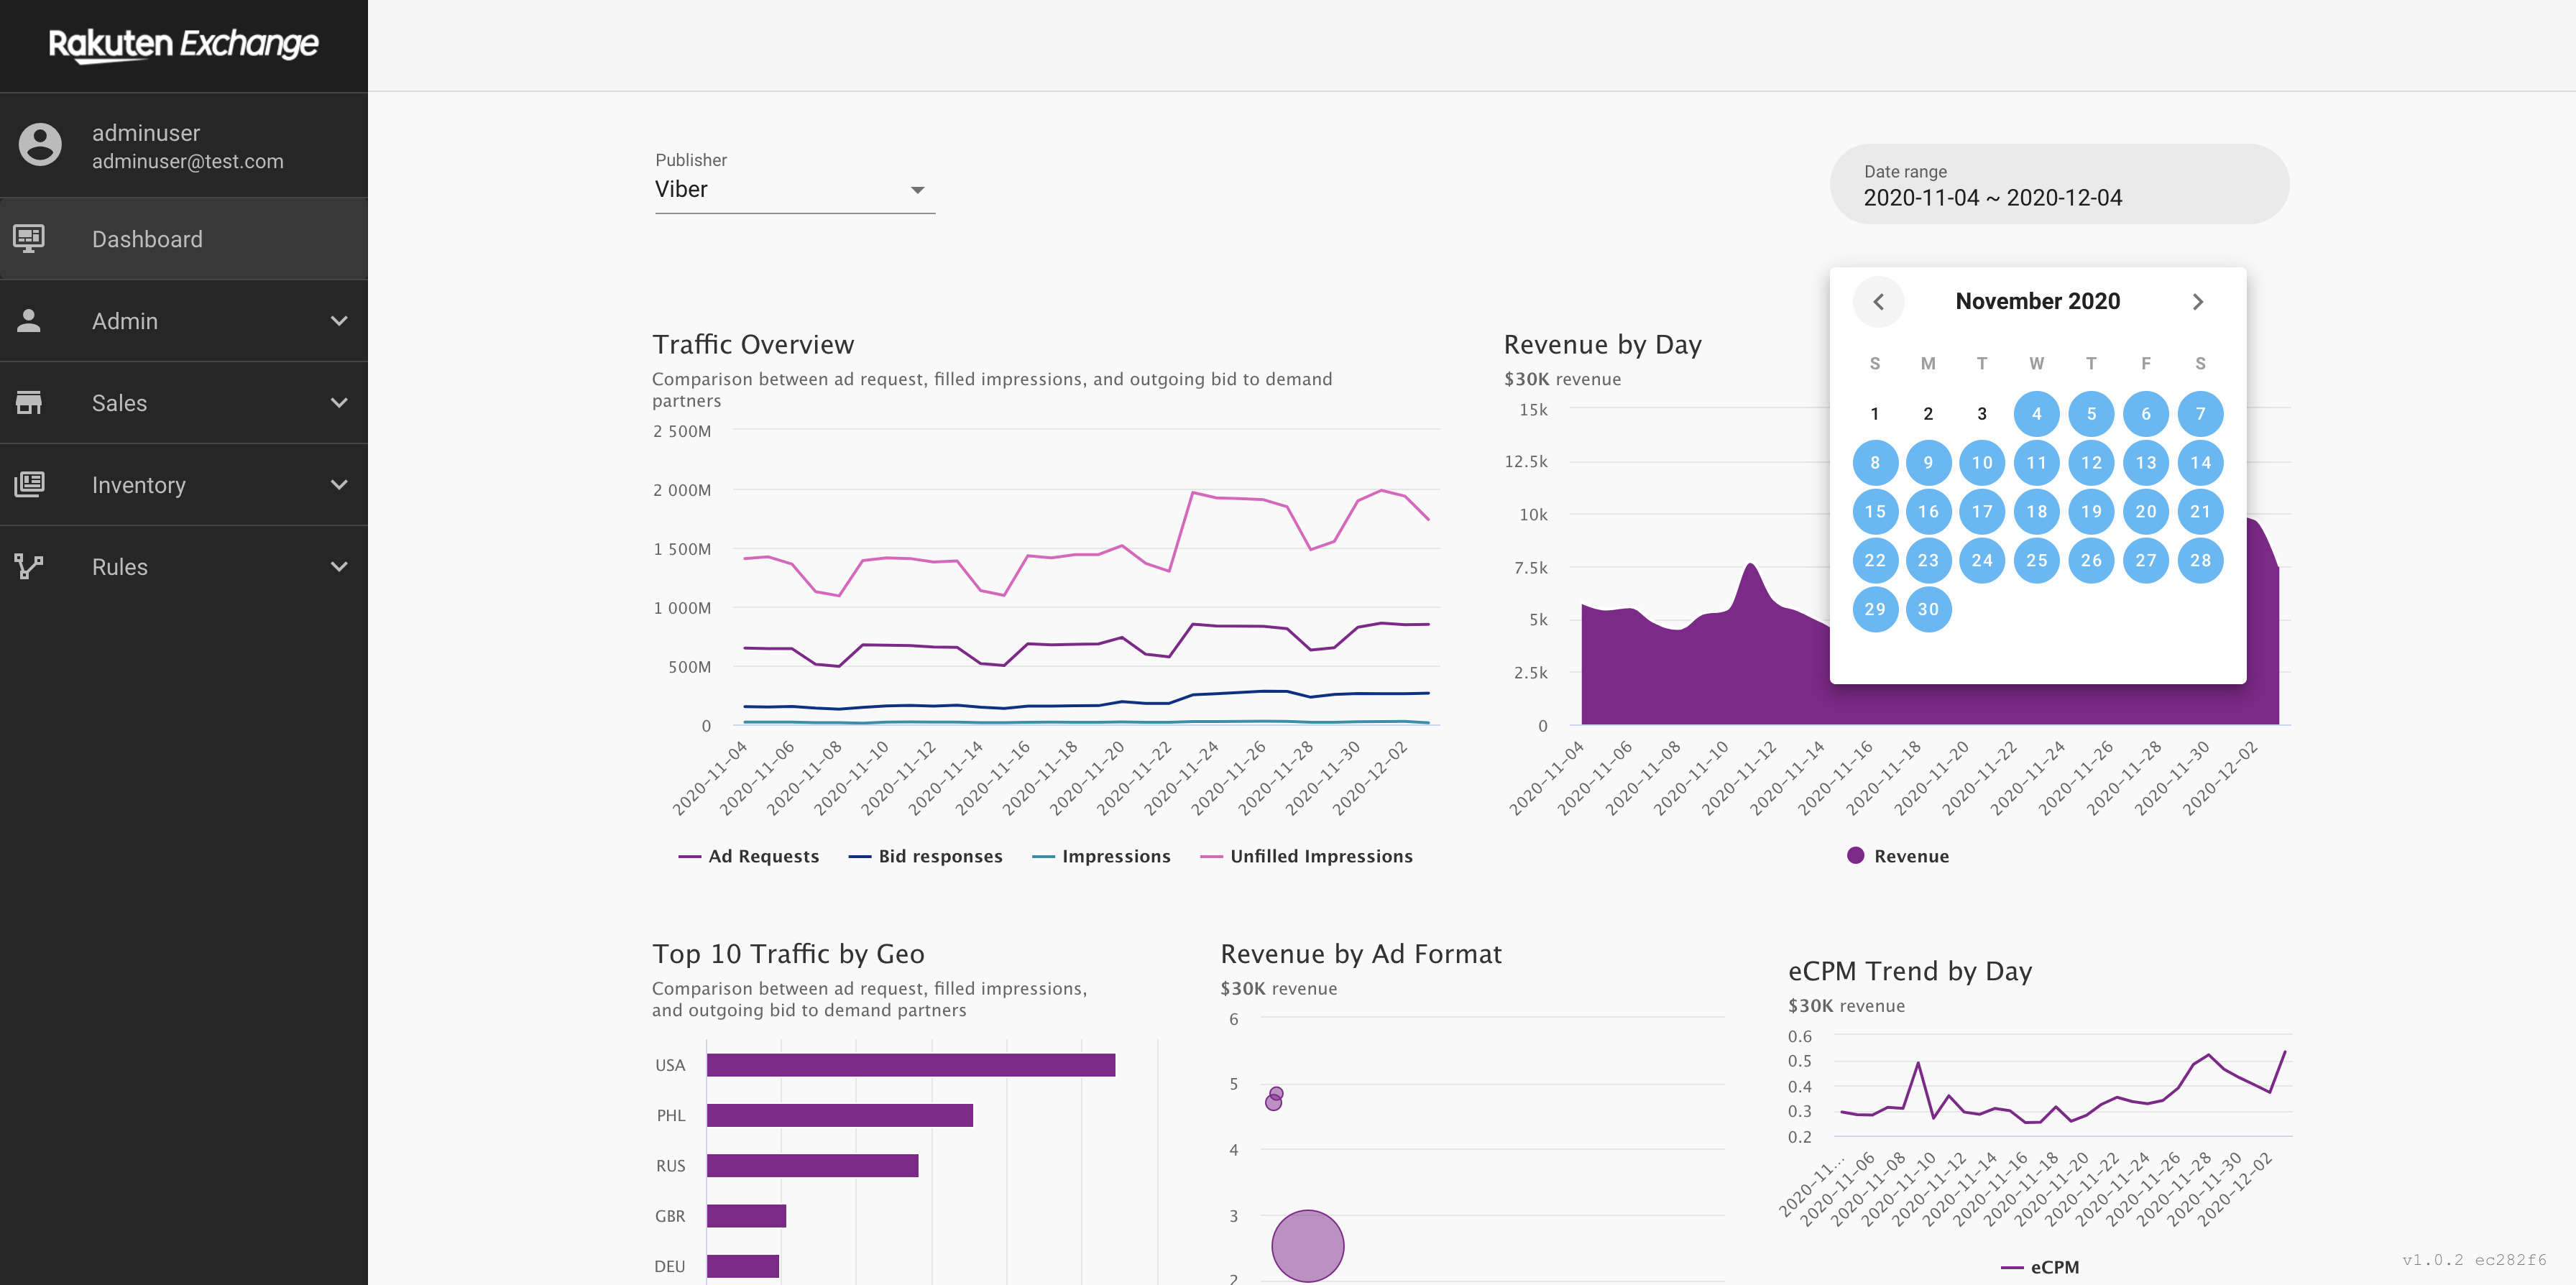 Rakuten Exchange
adminuser
adminuser@test.com
Dashboard
Admin
Sales
Inventory
Rules
Publisher
Viber
Date range
2020-11-04 ~ 2020-12-04
November 2020
S M T W T F S
1 2 3 4 5 6 7
8 9 10 11 12 13 14
15 16 17 18 19 20 21
22 23 24 25 26 27 28
29 30
Traffic Overview
Comparison between ad request, filled impressions, and outgoing bid to demand
partners
2 500M
2 000M
1 500M
1 000M
500M
0
2020-11-04 2020-11-06 2020-11-08 2020-11-10 2020-11-12 2020-11-14 2020-11-16 2020-11-18 2020-11-20 2020-11-22 2020-11-24 2020-11-26 2020-11-28 2020-11-30 2020-12-02
Ad Requests Bid responses Impressions Unfilled Impressions
Revenue by Day
$30K revenue
15k
12.5k
10k
7.5k
5k
2.5k
0
2020-11-04 2020-11-06 2020-11-08 2020-11-10 2020-11-12 2020-11-14 2020-11-16 2020-11-18 2020-11-20 2020-11-22 2020-11-24 2020-11-26 2020-11-28 2020-11-30 2020-12-02
Revenue
Top 10 Traffic by Geo
Comparison between ad request, filled impressions,
and outgoing bid to demand partners
USA
PHL
RUS
GBR
DEU
Revenue by Ad Format
$30K revenue
6
5
4
3
2
eCPM Trend by Day
$30K revenue
0.6
0.5
0.4
0.3
0.2
2020-11... 2020-11-06 2020-11-08 2020-11-10 2020-11-12 2020-11-14 2020-11-16 2020-11-18 2020-11-20 2020-11-22 2020-11-24 2020-11-26 2020-11-28 2020-11-30 2020-12-02
eCPM
v1.0.2 ec282f6